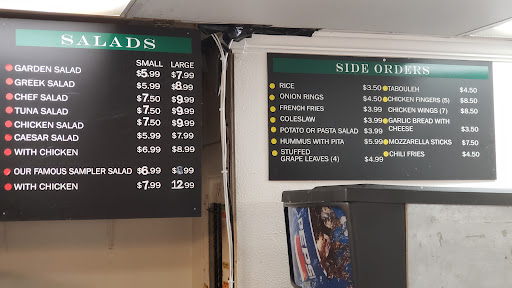 SALADS
SMALL LARGE
GARDEN SALAD $5.99 $7.99
GREEK SALAD $5.99 $8.99
CHEF SALAD $7.50 $9.99
TUNA SALAD $7.50 $9.99
CHICKEN SALAD $7.50 $9.99
CAESAR SALAD $5.99 $7.99
WITH CHICKEN $6.99 $8.99
OUR FAMOUS SAMPLER SALAD $6.99 .99
WITH CHICKEN $7.99 12.99
SIDE ORDERS
RICE $3.50
ONION RINGS $4.50
FRENCH FRIES $3.99
COLESLAW $3.99
POTATO OR PASTA SALAD $3.99
HUMMUS WITH PITA $5.99
STUFFED
GRAPE LEAVES (4) $4.99
TABOULEH $4.50
CHICKEN FINGERS (5) $8.50
CHICKEN WINGS (7) $8.50
GARLIC BREAD WITH
CHEESE $3.50
MOZZARELLA STICKS $7.50
CHILI FRIES $4.50